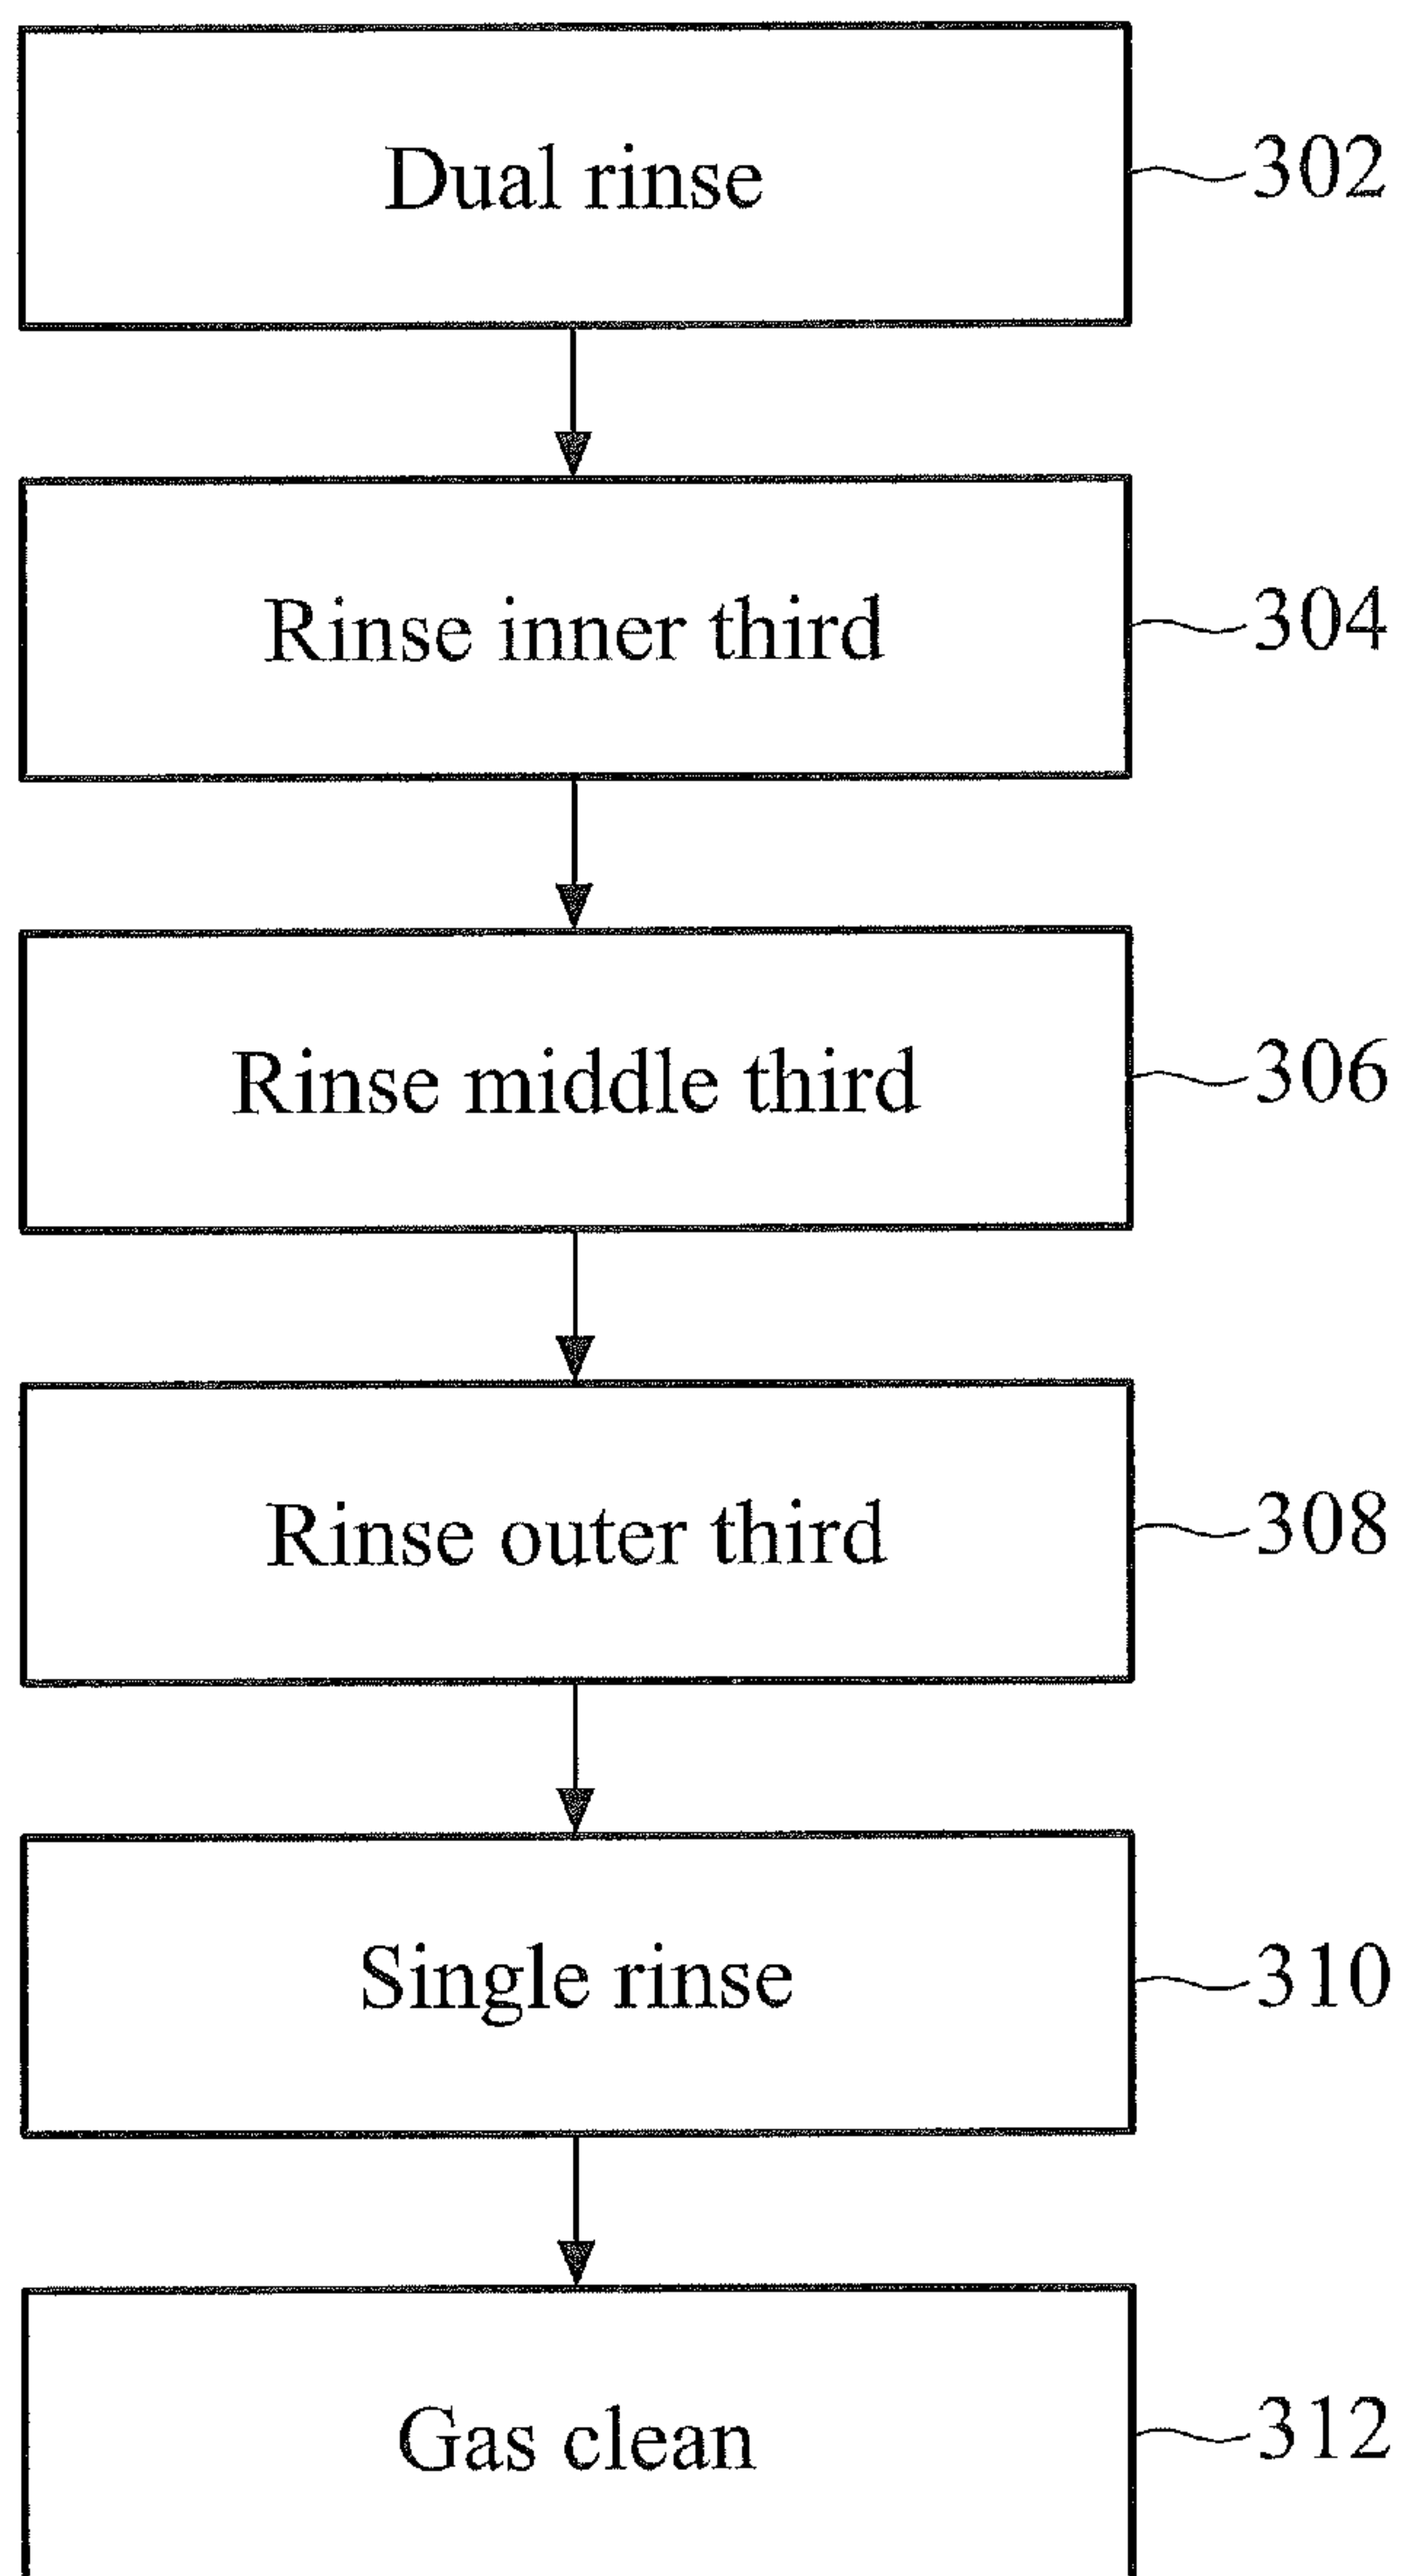 Dual rinse 302
Rinse inner third 304
Rinse middle third 306
Rinse outer third 308
Single rinse 310
Gas clean 312